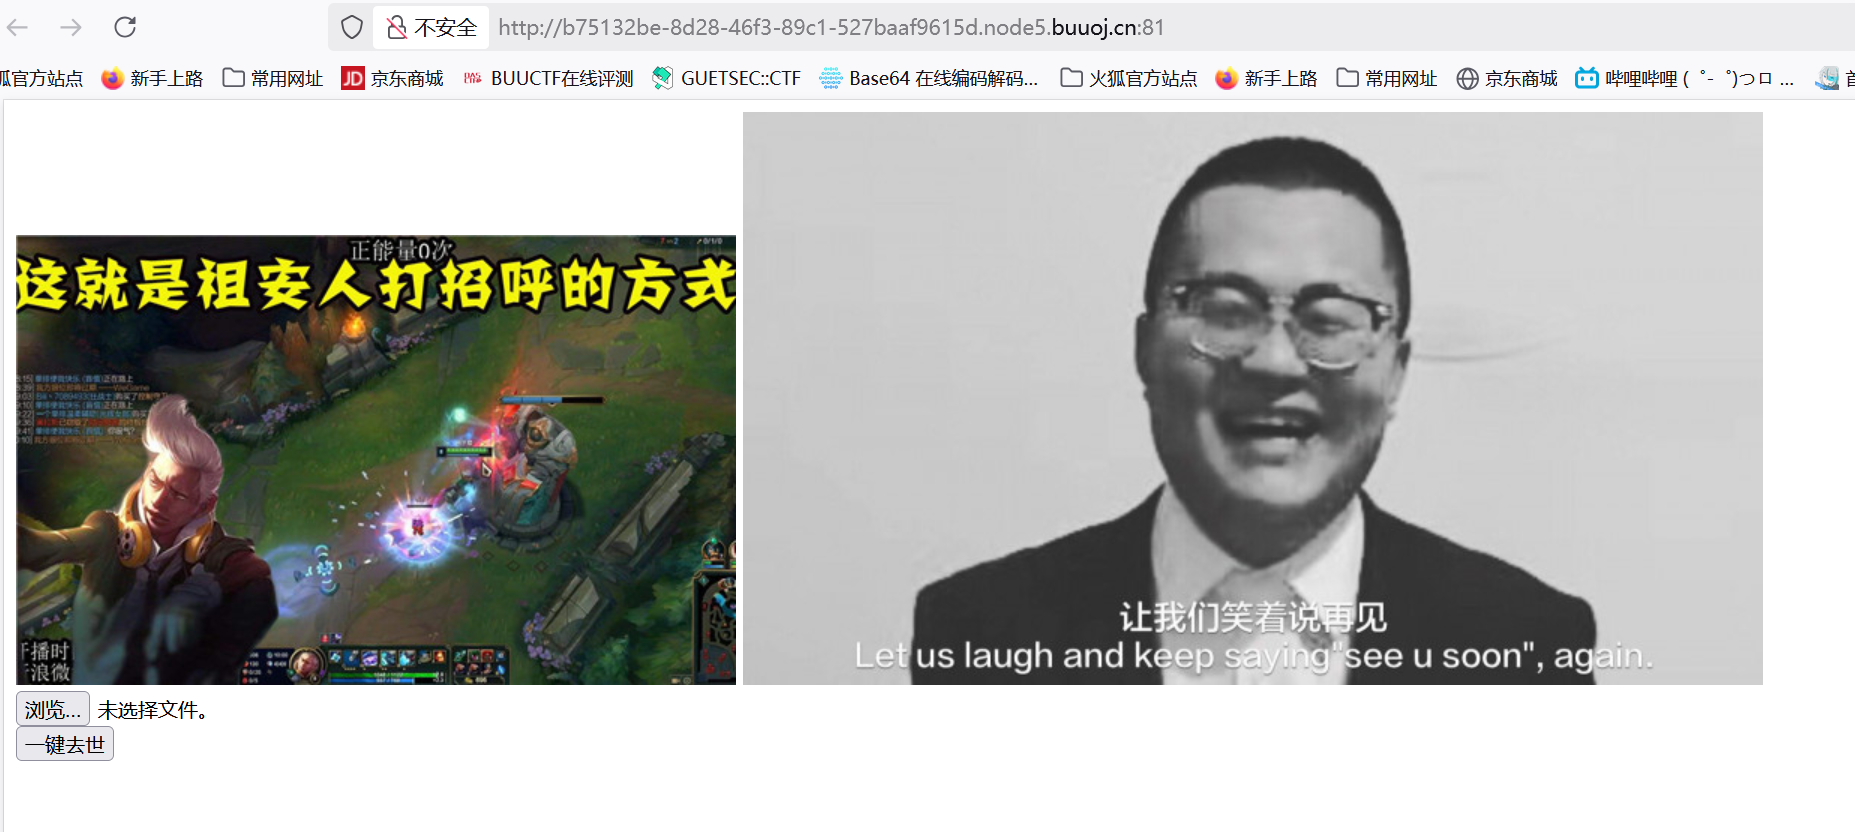 不安全 http://b75132be-8d28-46f3-89c1-527baaf9615d.node5.buuoj.cn:81
狐官方站点 新手上路 常用网址 JD 京东商城 BUUCTF在线评测 GUETSEC::CTF Base64 在线编码解码... 火狐官方站点 新手上路 常用网址 京东商城 哔哩哔哩 ( ゜- ゜)つロ ... 首
正能量0次
这就是祖安人打招呼的方式
播时
浪微
让我们笑着说再见
Let us laugh and keep saying"see u soon", again.
浏览... 未选择文件。
一键去世